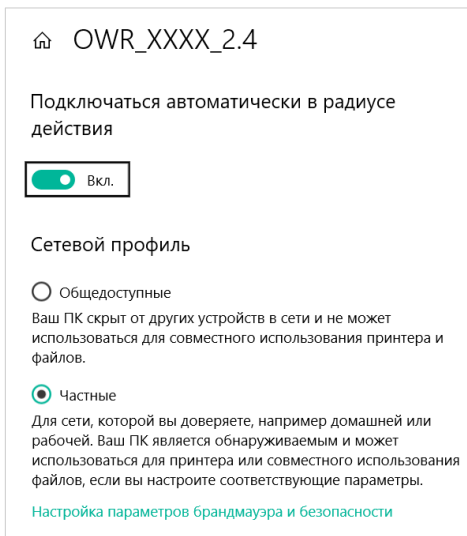 OWR_XXXX_2.4
Подключаться автоматически в радиусе
действия
Вкл.
Сетевой профиль
Общедоступные
Ваш ПК скрыт от других устройств в сети и не может
использоваться для совместного использования принтера и
файлов.
Частные
Для сети, которой вы доверяете, например домашней или
рабочей. Ваш ПК является обнаруживаемым и может
использоваться для принтера или совместного использования
файлов, если вы настроите соответствующие параметры.
Настройка параметров брандмауэра и безопасности